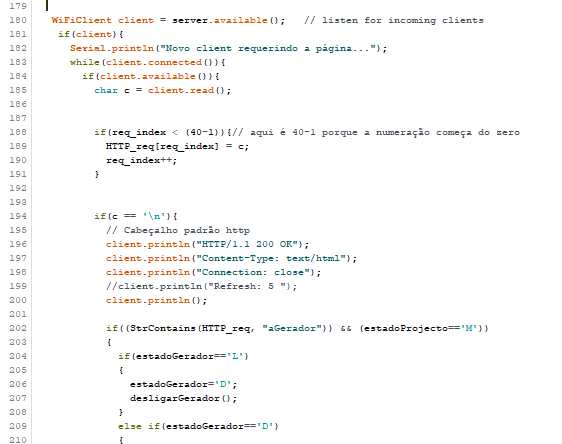 179
180 WiFiClient client = server.available();   // listen for incoming clients
181 if(client){
182 Serial.println("Novo client requerindo a página...");
183 while(client.connected()){
184 if(client.available()){
185 char c = client.read();
186
187
188 if(req_index < (40-1)){// aqui é 40-1 porque a numeração começa do zero
189 HTTP_req[req_index] = c;
190 req_index++;
191 }
192
193
194 if(c == '\n'){
195 // Cabeçalho padrão http
196 client.println("HTTP/1.1 200 OK");
197 client.println("Content-Type: text/html");
198 client.println("Connection: close");
199 //client.println("Refresh: 5 ");
200 client.println();
201
202 if((StrContains(HTTP_req, "aGerador")) && (estadoProjecto=='M'))
203 {
204 if(estadoGerador=='L')
205 {
206 estadoGerador='D';
207 desligarGerador();
208 }
209 else if(estadoGerador=='D')
210 {